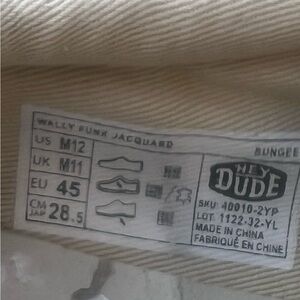 WALLY FUNK JACQUARD
BUNGEE
US M12
UK M11
EU 45
CM JAP 28.5
HEY
DUDE
SKU: 40010-2YP
LOT: 1122-32-YL
MADE IN CHINA
FABRIQUÉ EN CHINE